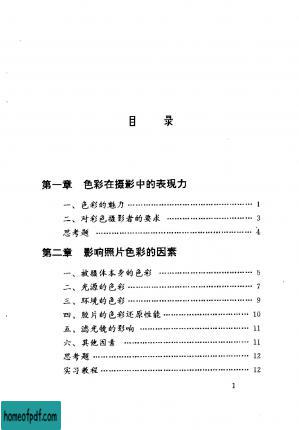 目 录
第一章 色彩在摄影中的表现力
一、色彩的魅力 ………………………… 1
二、对彩色摄影者的要求 ………………… 3
思考题 ………………………………… 4
第二章 影响照片色彩的因素
一、被摄体本身的色彩 ………………… 5
二、光源的色彩 ………………………… 7
三、环境的色彩 ………………………… 9
四、胶片的色彩还原性能 ……………… 10
五、滤光镜的影响 ……………………… 11
六、其他因素 …………………………… 11
思考题 ………………………………… 12
实习教程 ……………………………… 12
1
homeofpdf.com